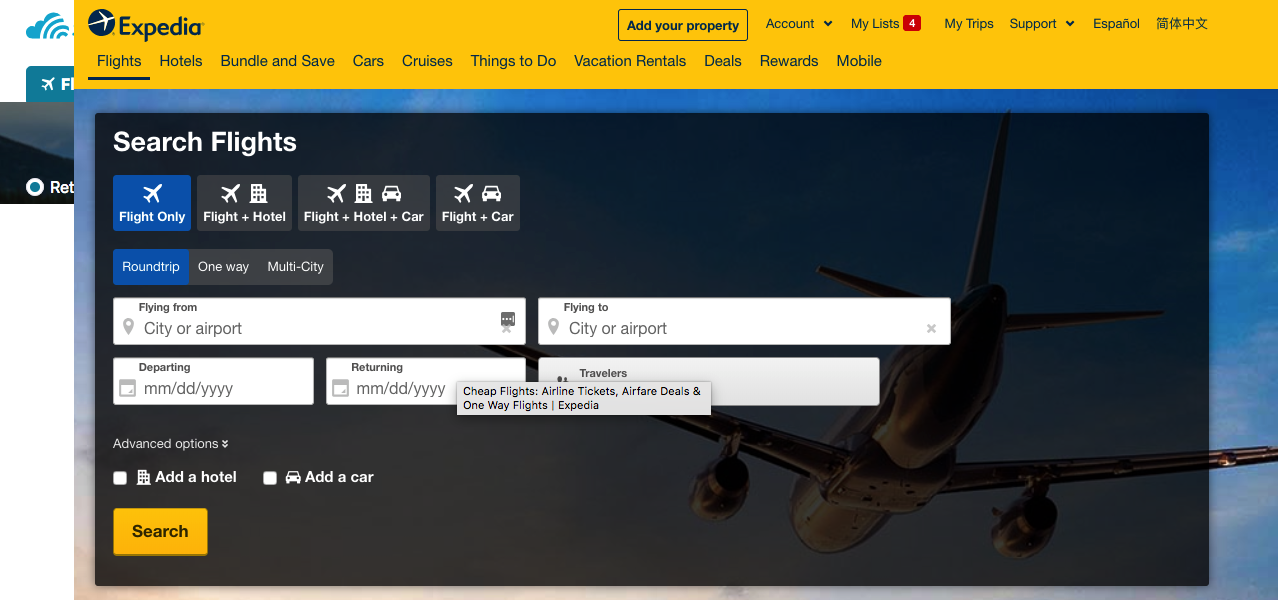 Expedia
Add your property
Account
My Lists 4
My Trips
Support
Español
简体中文
Flights
Hotels
Bundle and Save
Cars
Cruises
Things to Do
Vacation Rentals
Deals
Rewards
Mobile
Fl
Ret
Search Flights
Flight Only
Flight + Hotel
Flight + Hotel + Car
Flight + Car
Roundtrip
One way
Multi-City
Flying from
City or airport
Flying to
City or airport
Departing
mm/dd/yyyy
Returning
mm/dd/yyyy
Travelers
Cheap Flights: Airline Tickets, Airfare Deals &
One Way Flights | Expedia
Advanced options
Add a hotel
Add a car
Search